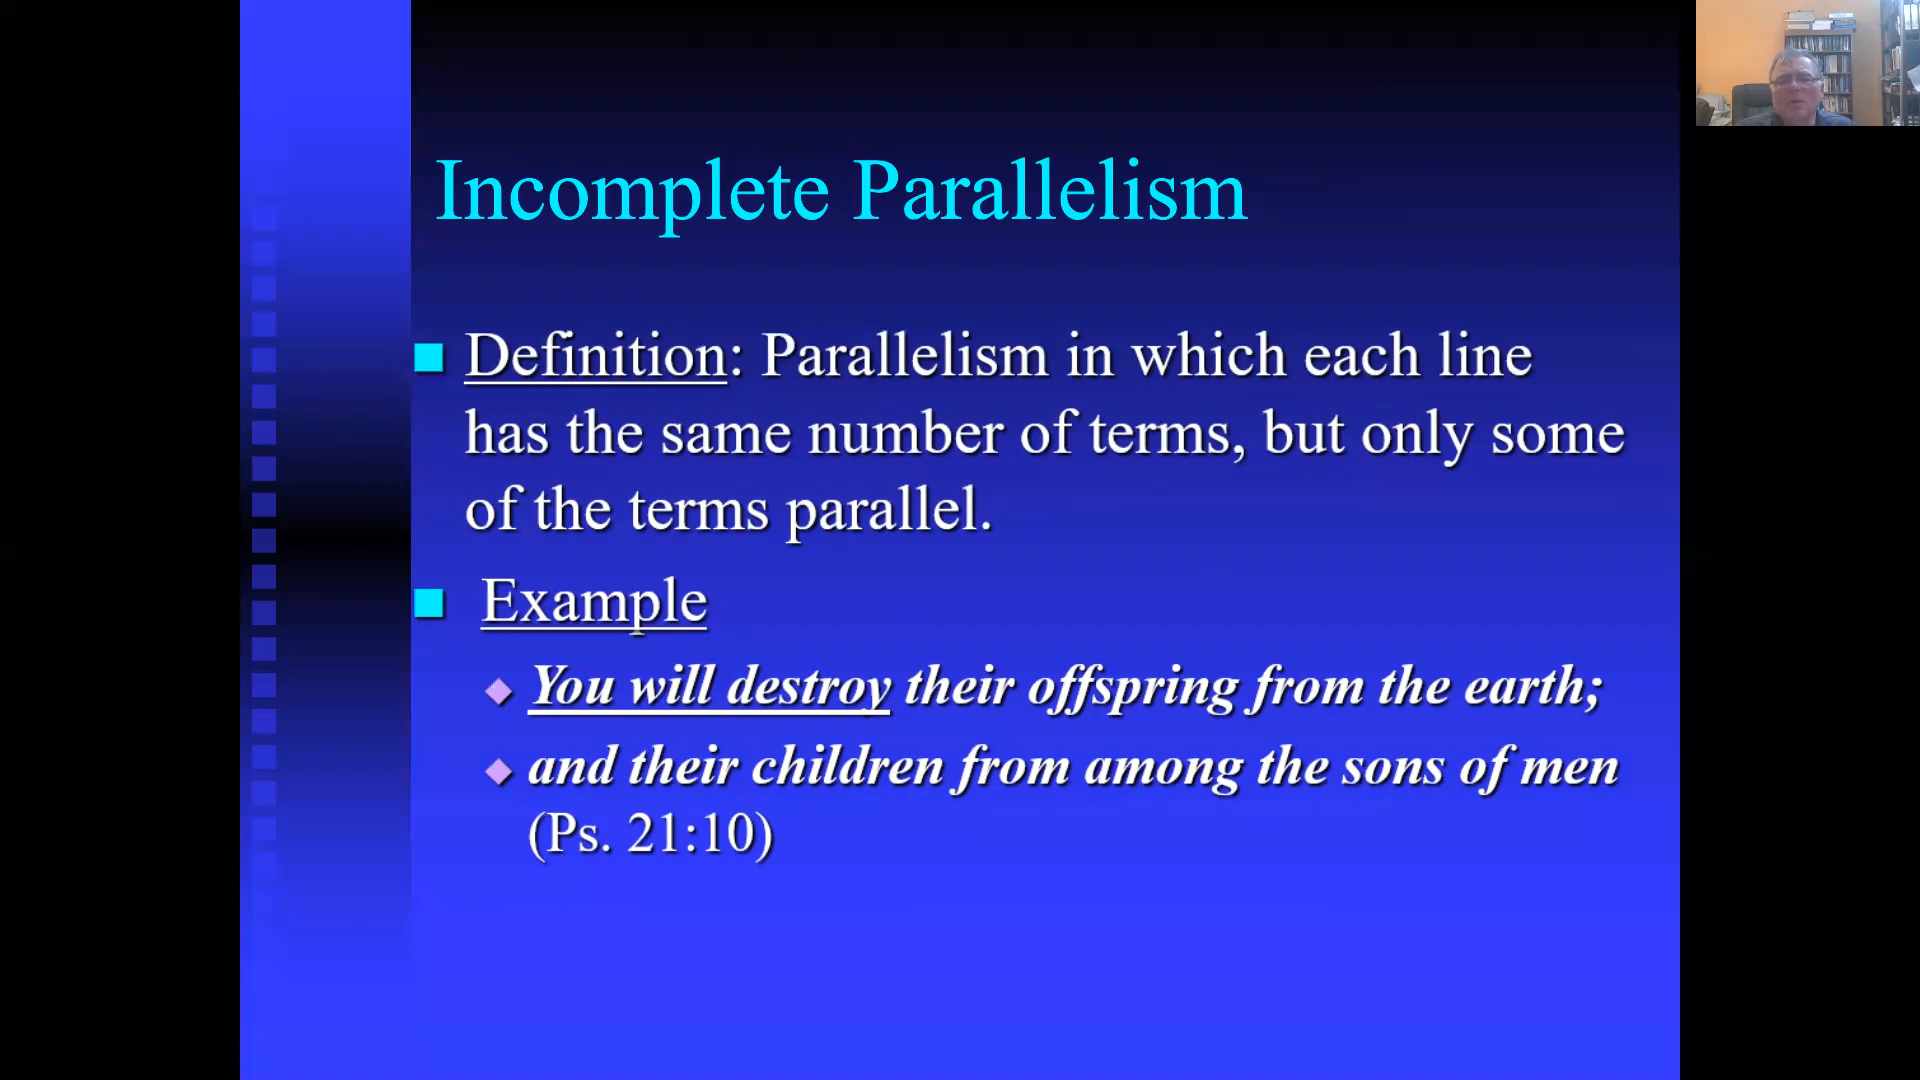 Incomplete Parallelism
Definition: Parallelism in which each line
has the same number of terms, but only some
of the terms parallel.
Example
You will destroy their offspring from the earth;
and their children from among the sons of men
(Ps. 21:10)